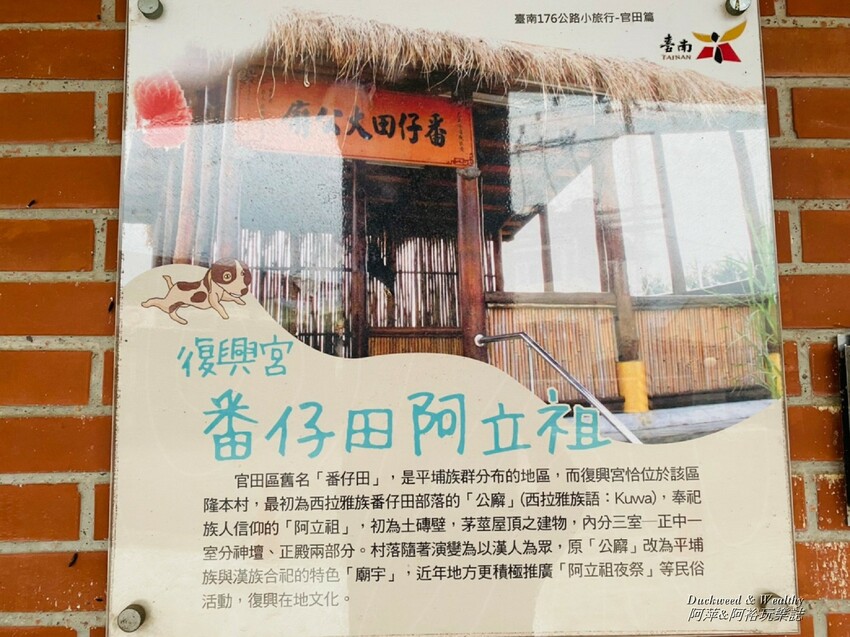 臺南176公路小旅行-官田篇
臺南
TAINAN
番仔田大公廨
復興宮
番仔田阿立祖
官田區舊名「番仔田」，是平埔族群分布的地區，而復興宮恰位於該區
隆本村，最初為西拉雅族番仔田部落的「公廨」(西拉雅族語：Kuwa)，奉祀
族人信仰的「阿立祖」，初為土磚壁，茅莖屋頂之建物，內分三室─正中一
室分神壇、正殿兩部分。村落隨著演變為以漢人為眾，原「公廨」改為平埔
族與漢族合祀的特色「廟宇」，近年地方更積極推廣「阿立祖夜祭」等民俗
活動，復興在地文化。
Duckweed & Wealthy
阿萍&阿裕玩樂誌